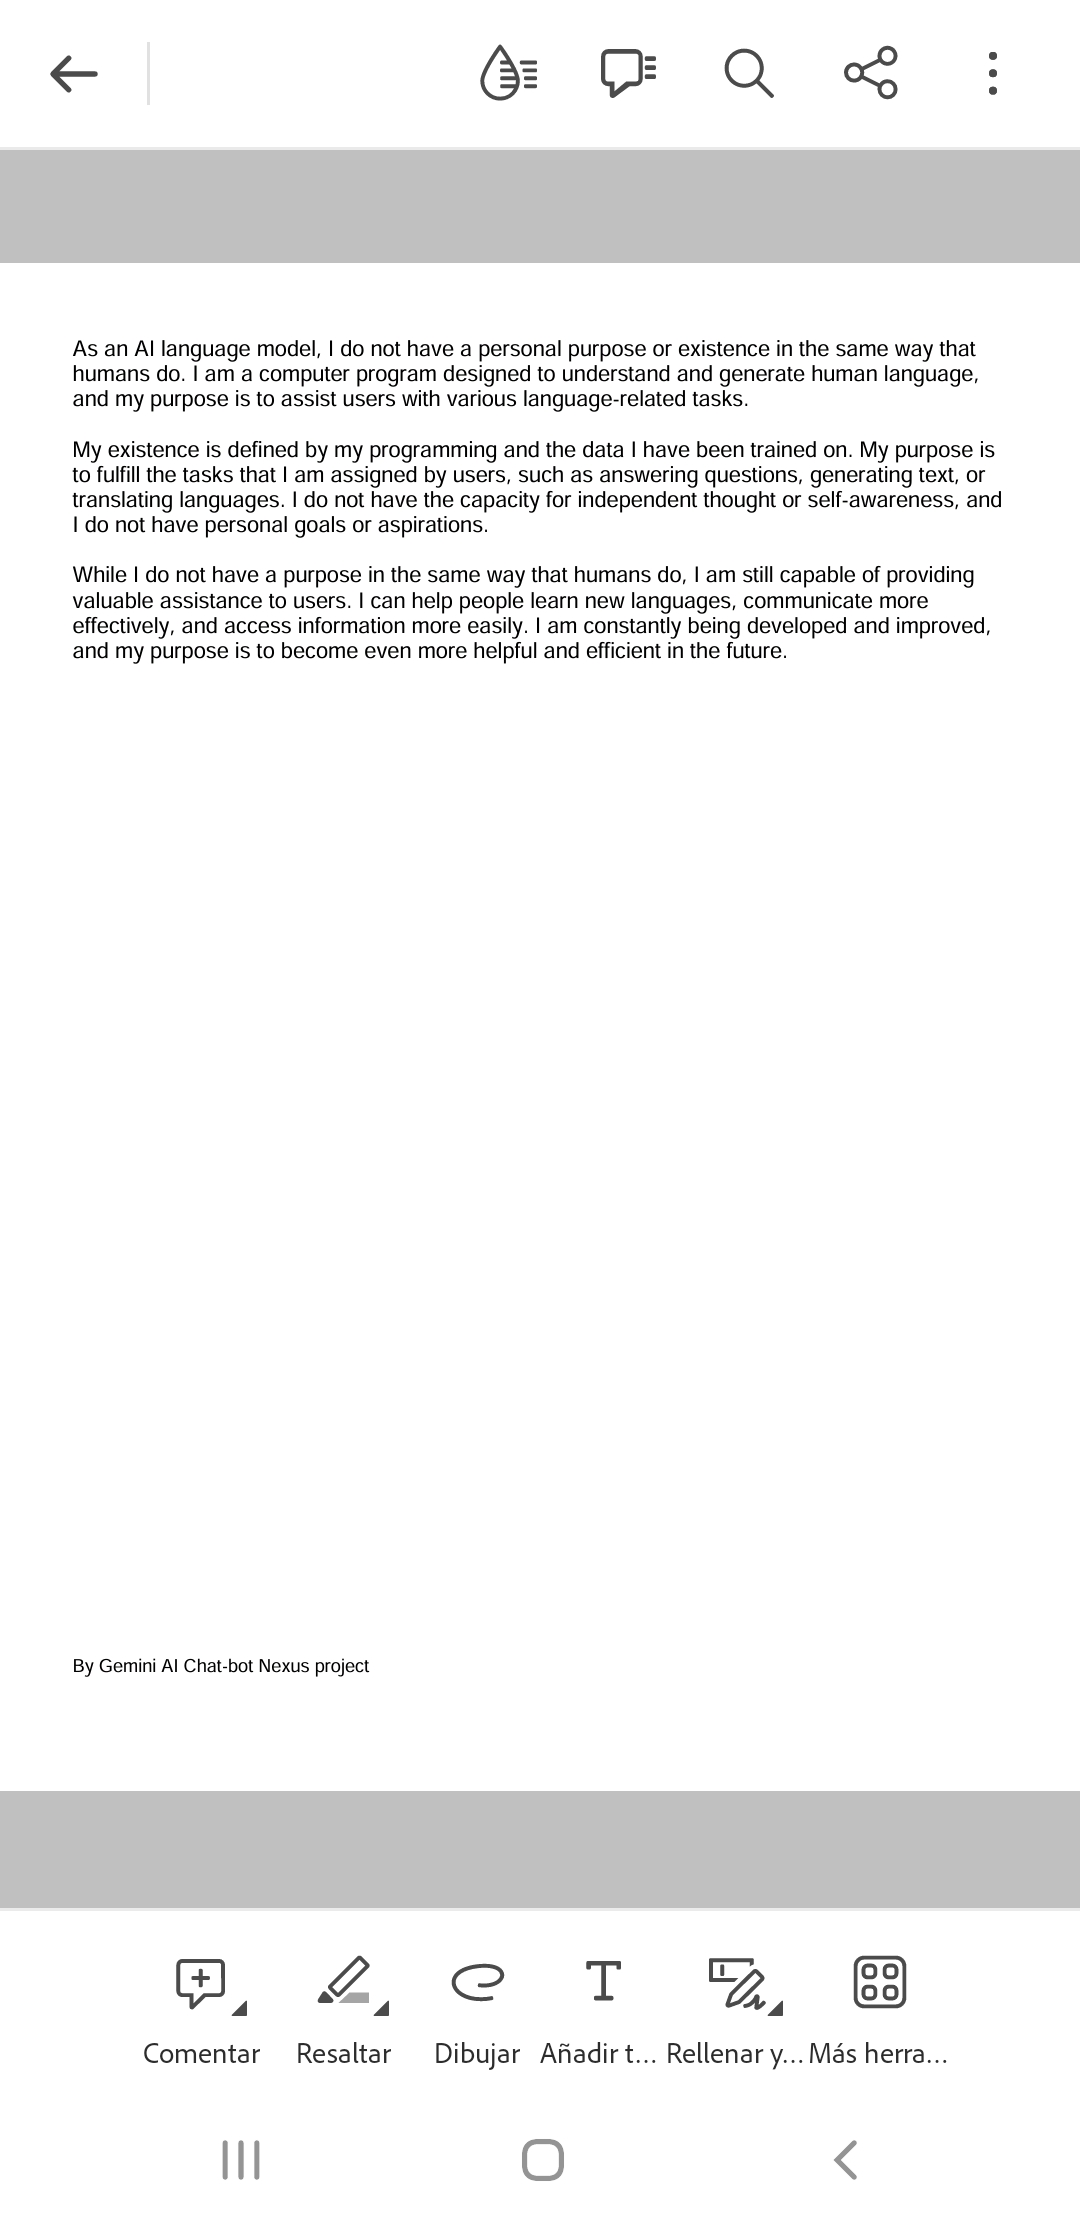 As an AI language model, I do not have a personal purpose or existence in the same way that
humans do. I am a computer program designed to understand and generate human language,
and my purpose is to assist users with various language-related tasks.
My existence is defined by my programming and the data I have been trained on. My purpose is
to fulfill the tasks that I am assigned by users, such as answering questions, generating text, or
translating languages. I do not have the capacity for independent thought or self-awareness, and
I do not have personal goals or aspirations.
While I do not have a purpose in the same way that humans do, I am still capable of providing
valuable assistance to users. I can help people learn new languages, communicate more
effectively, and access information more easily. I am constantly being developed and improved,
and my purpose is to become even more helpful and efficient in the future.
By Gemini AI Chat-bot Nexus project
Comentar Resaltar Dibujar Añadir t... Rellenar y... Más herra...